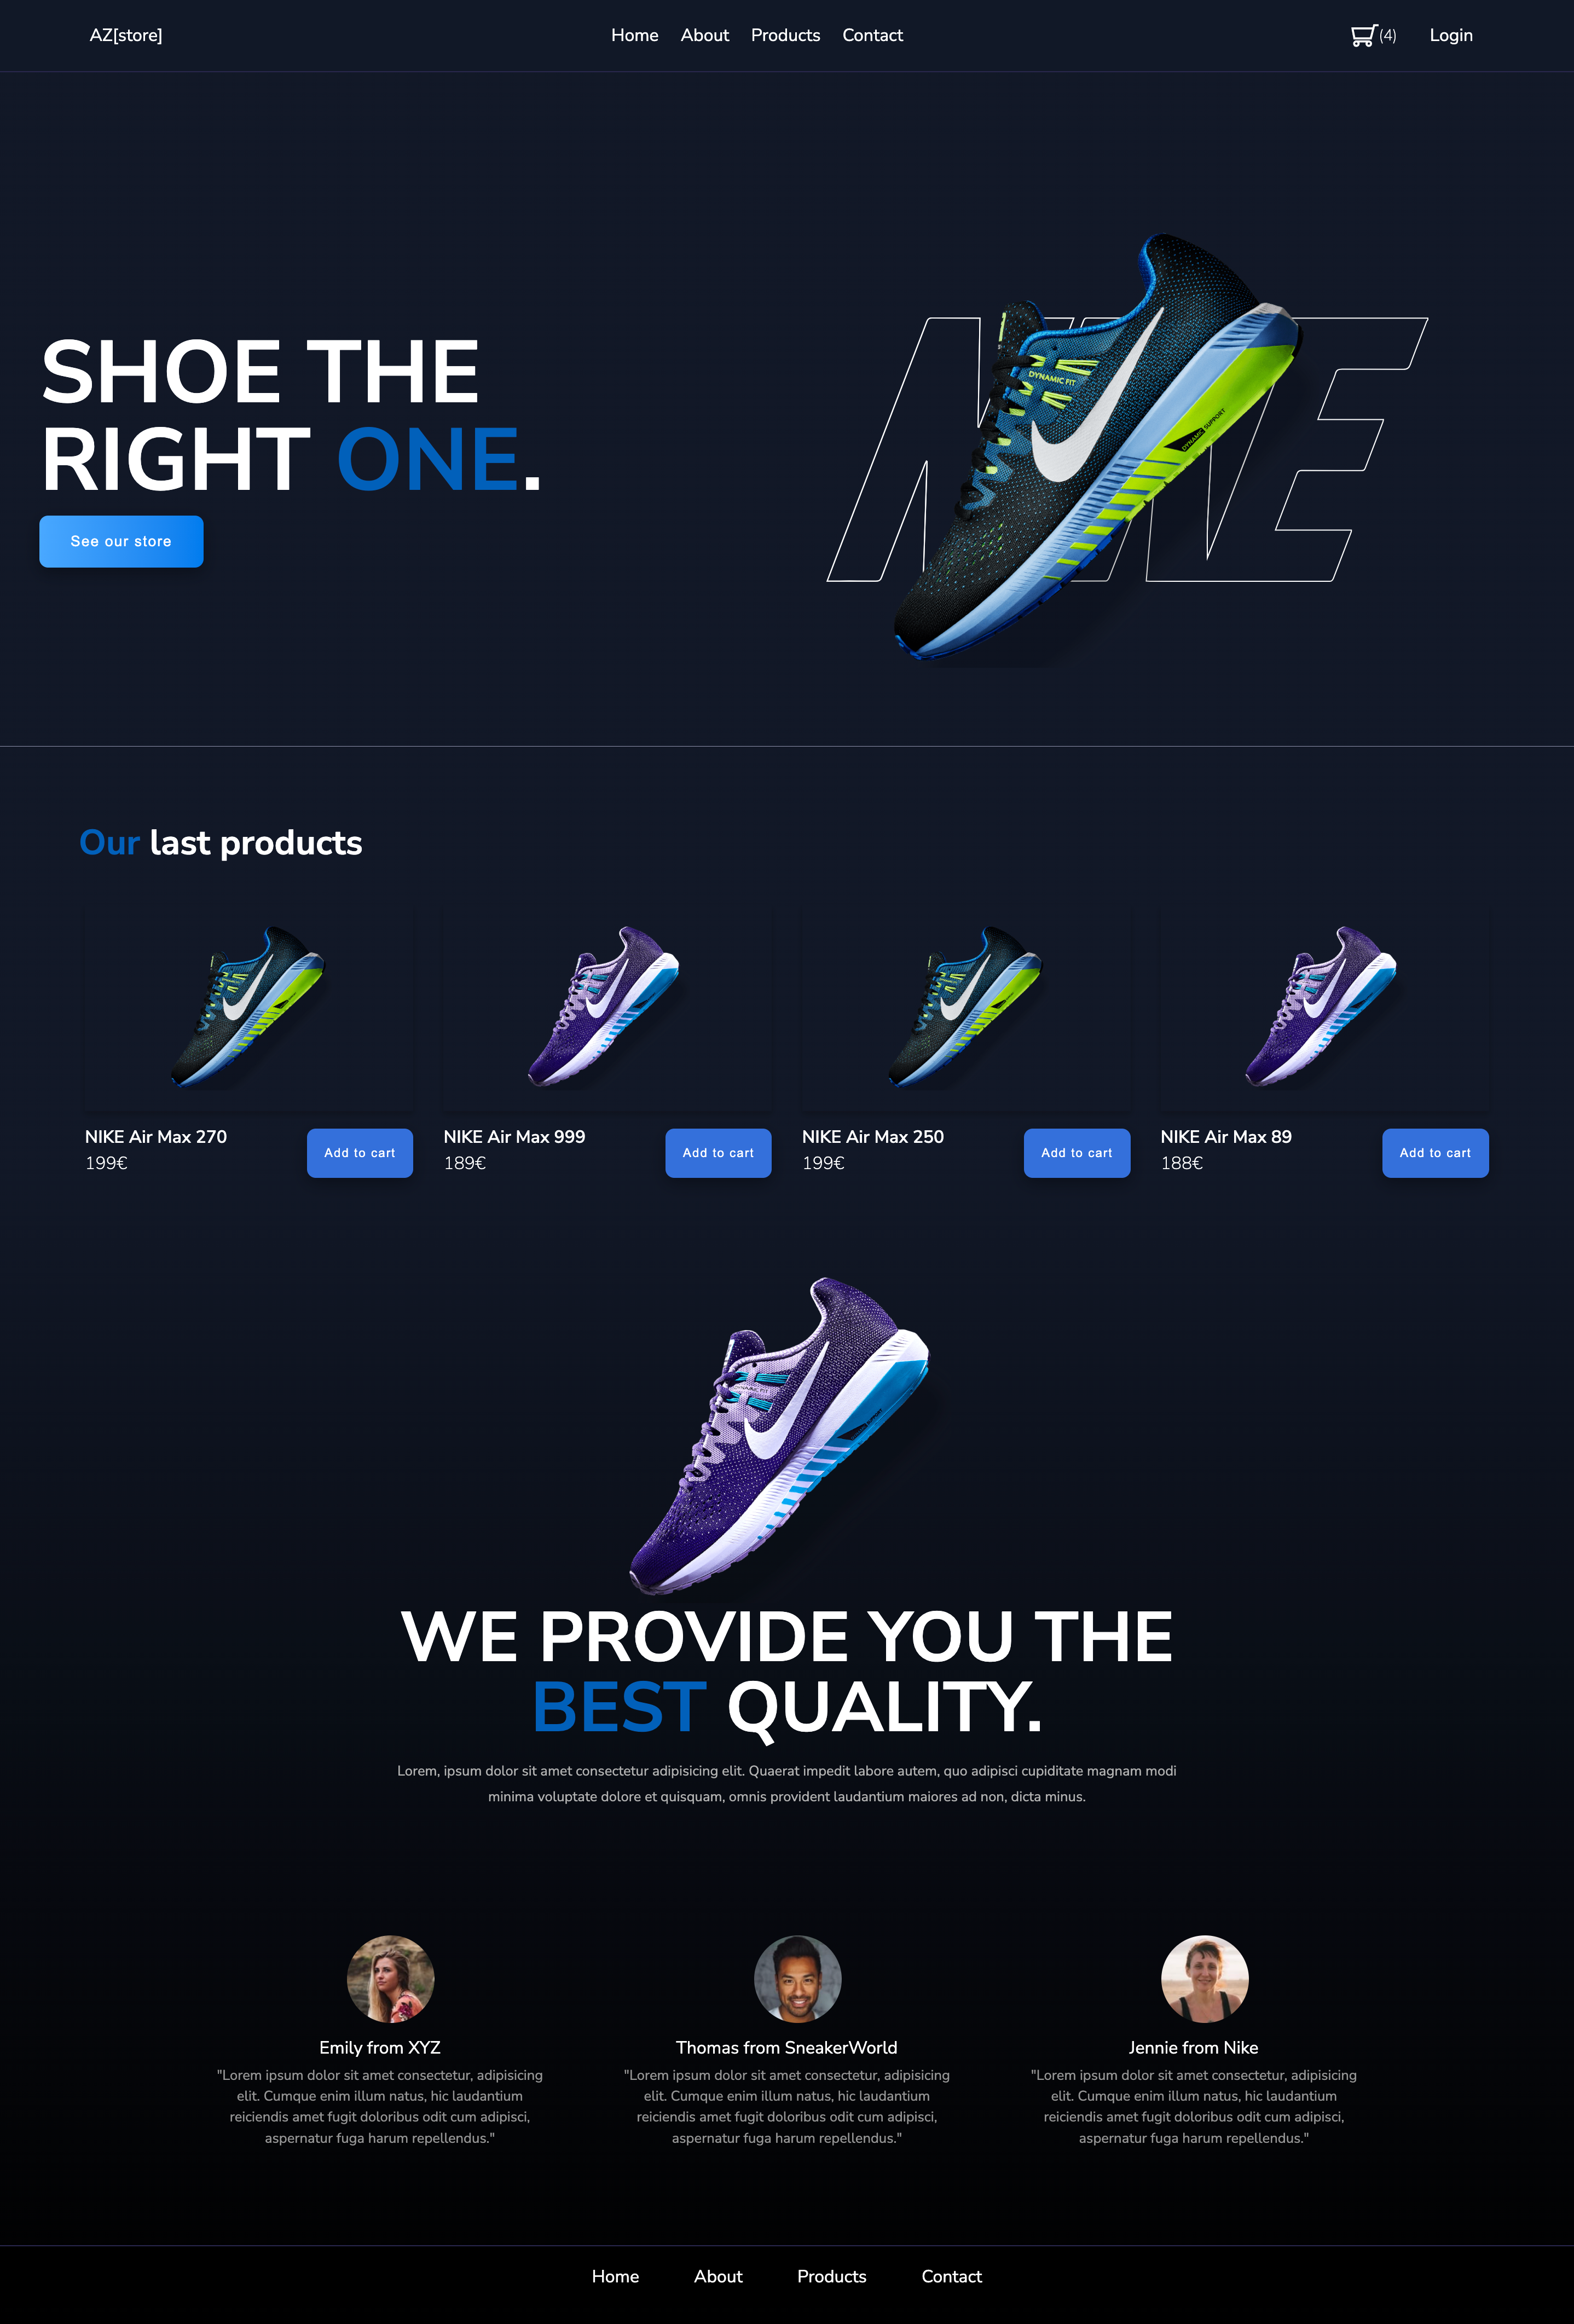 AZ[store]
Home About Products Contact
(4)
Login
NIKE
DYNAMIC FIT
DYNAMIC SUPPORT
SHOE THE
RIGHT ONE.
See our store
Our last products
NIKE Air Max 270
199€
Add to cart
NIKE Air Max 999
189€
Add to cart
NIKE Air Max 250
199€
Add to cart
NIKE Air Max 89
188€
Add to cart
WE PROVIDE YOU THE
BEST QUALITY.
Lorem, ipsum dolor sit amet consectetur adipisicing elit. Quaerat impedit labore autem, quo adipisci cupiditate magnam modi
minima voluptate dolore et quisquam, omnis provident laudantium maiores ad non, dicta minus.
Emily from XYZ
"Lorem ipsum dolor sit amet consectetur, adipisicing
elit. Cumque enim illum natus, hic laudantium
reiciendis amet fugit doloribus odit cum adipisci,
aspernatur fuga harum repellendus."
Thomas from SneakerWorld
"Lorem ipsum dolor sit amet consectetur, adipisicing
elit. Cumque enim illum natus, hic laudantium
reiciendis amet fugit doloribus odit cum adipisci,
aspernatur fuga harum repellendus."
Jennie from Nike
"Lorem ipsum dolor sit amet consectetur, adipisicing
elit. Cumque enim illum natus, hic laudantium
reiciendis amet fugit doloribus odit cum adipisci,
aspernatur fuga harum repellendus."
Home About Products Contact